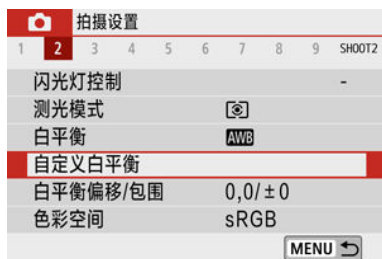 拍摄设置
1 2 3 4 5 6 7 8 9 SHOOT2
闪光灯控制 -
测光模式
白平衡 AWB
自定义白平衡
白平衡偏移/包围 0,0/±0
色彩空间 sRGB
MENU